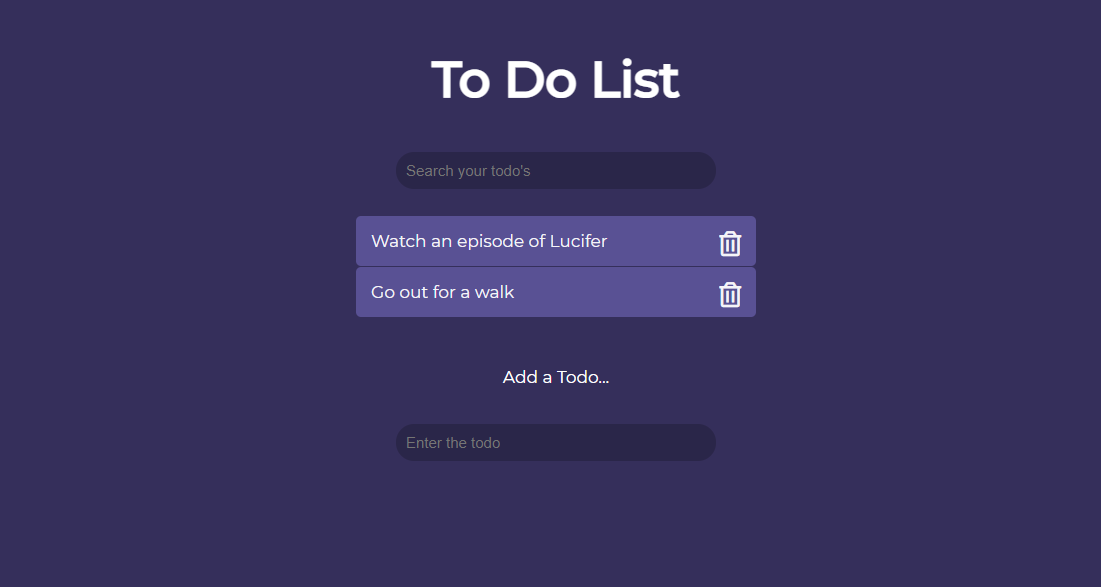 To Do List
Search your todo's
Watch an episode of Lucifer
Go out for a walk
Add a Todo...
Enter the todo